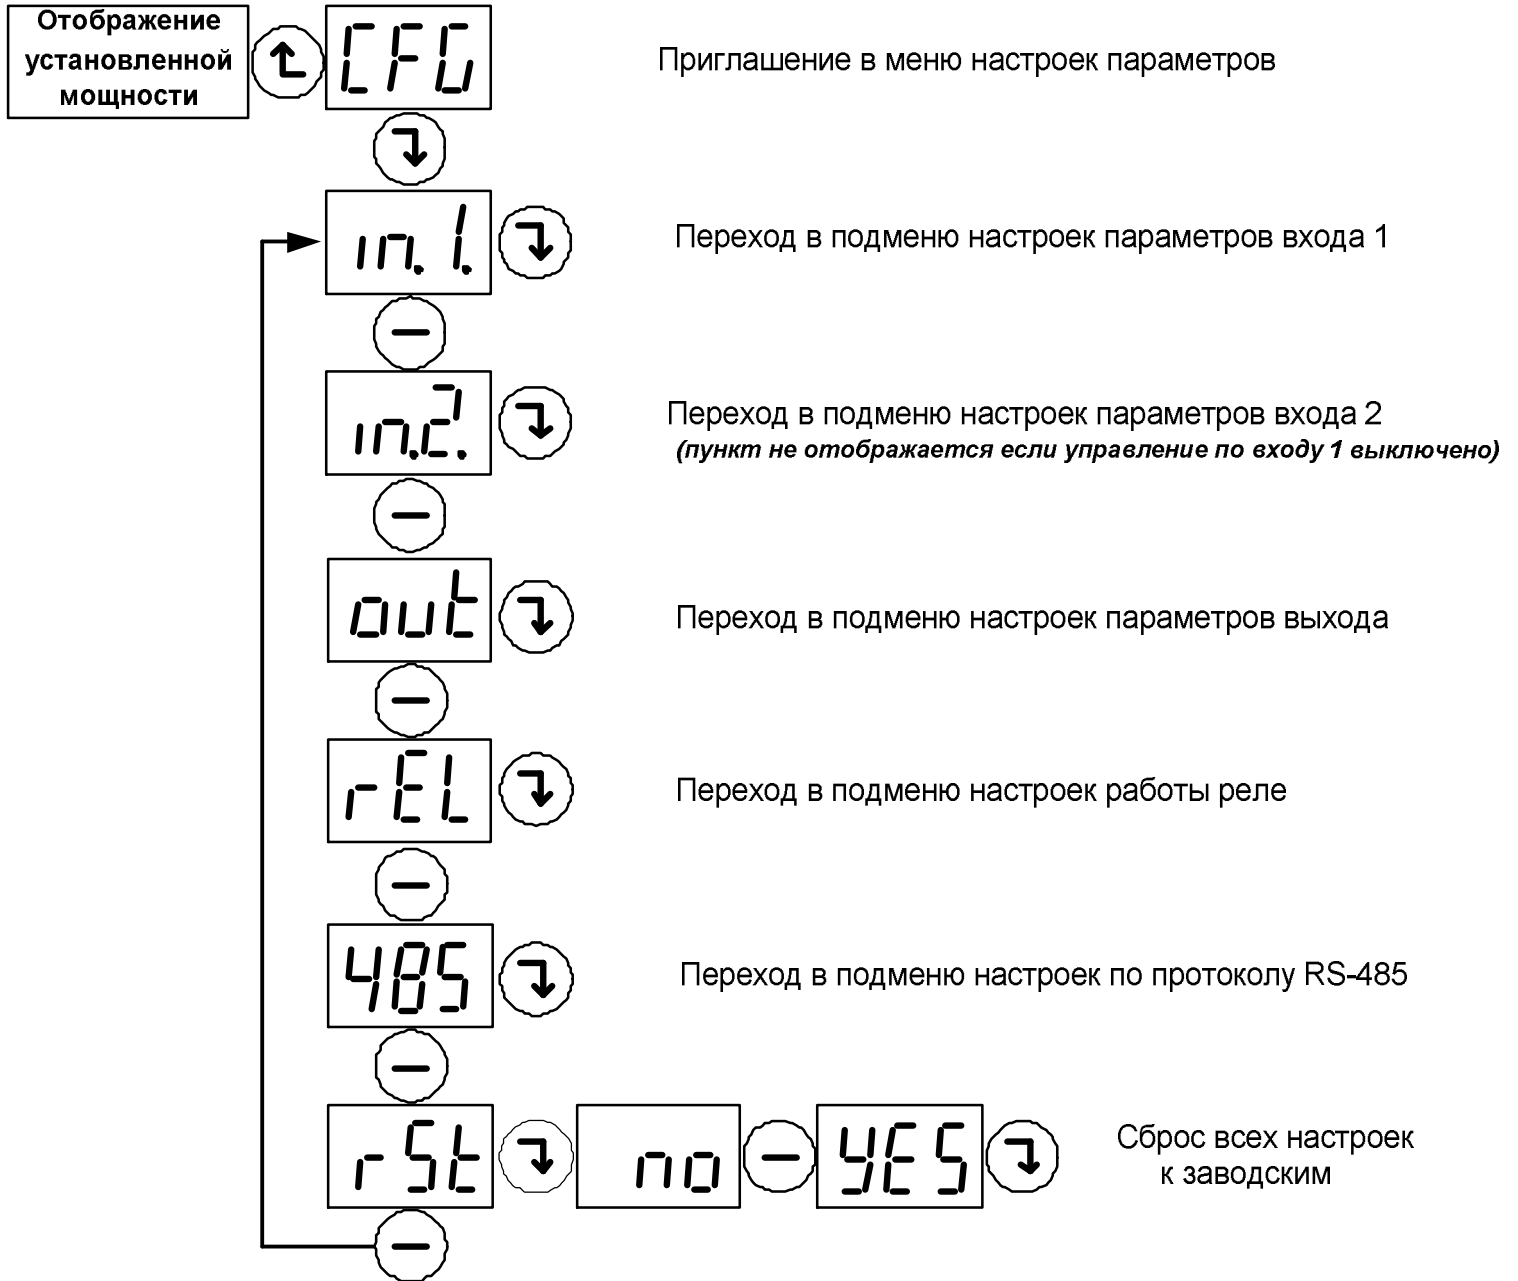 Отображение
установленной
мощности
CFG
Приглашение в меню настроек параметров
in.1.
Переход в подменю настроек параметров входа 1
in.2.
Переход в подменю настроек параметров входа 2
(пункт не отображается если управление по входу 1 выключено)
out
Переход в подменю настроек параметров выхода
rEL
Переход в подменю настроек работы реле
485
Переход в подменю настроек по протоколу RS-485
rSt
no
YES
Сброс всех настроек
к заводским